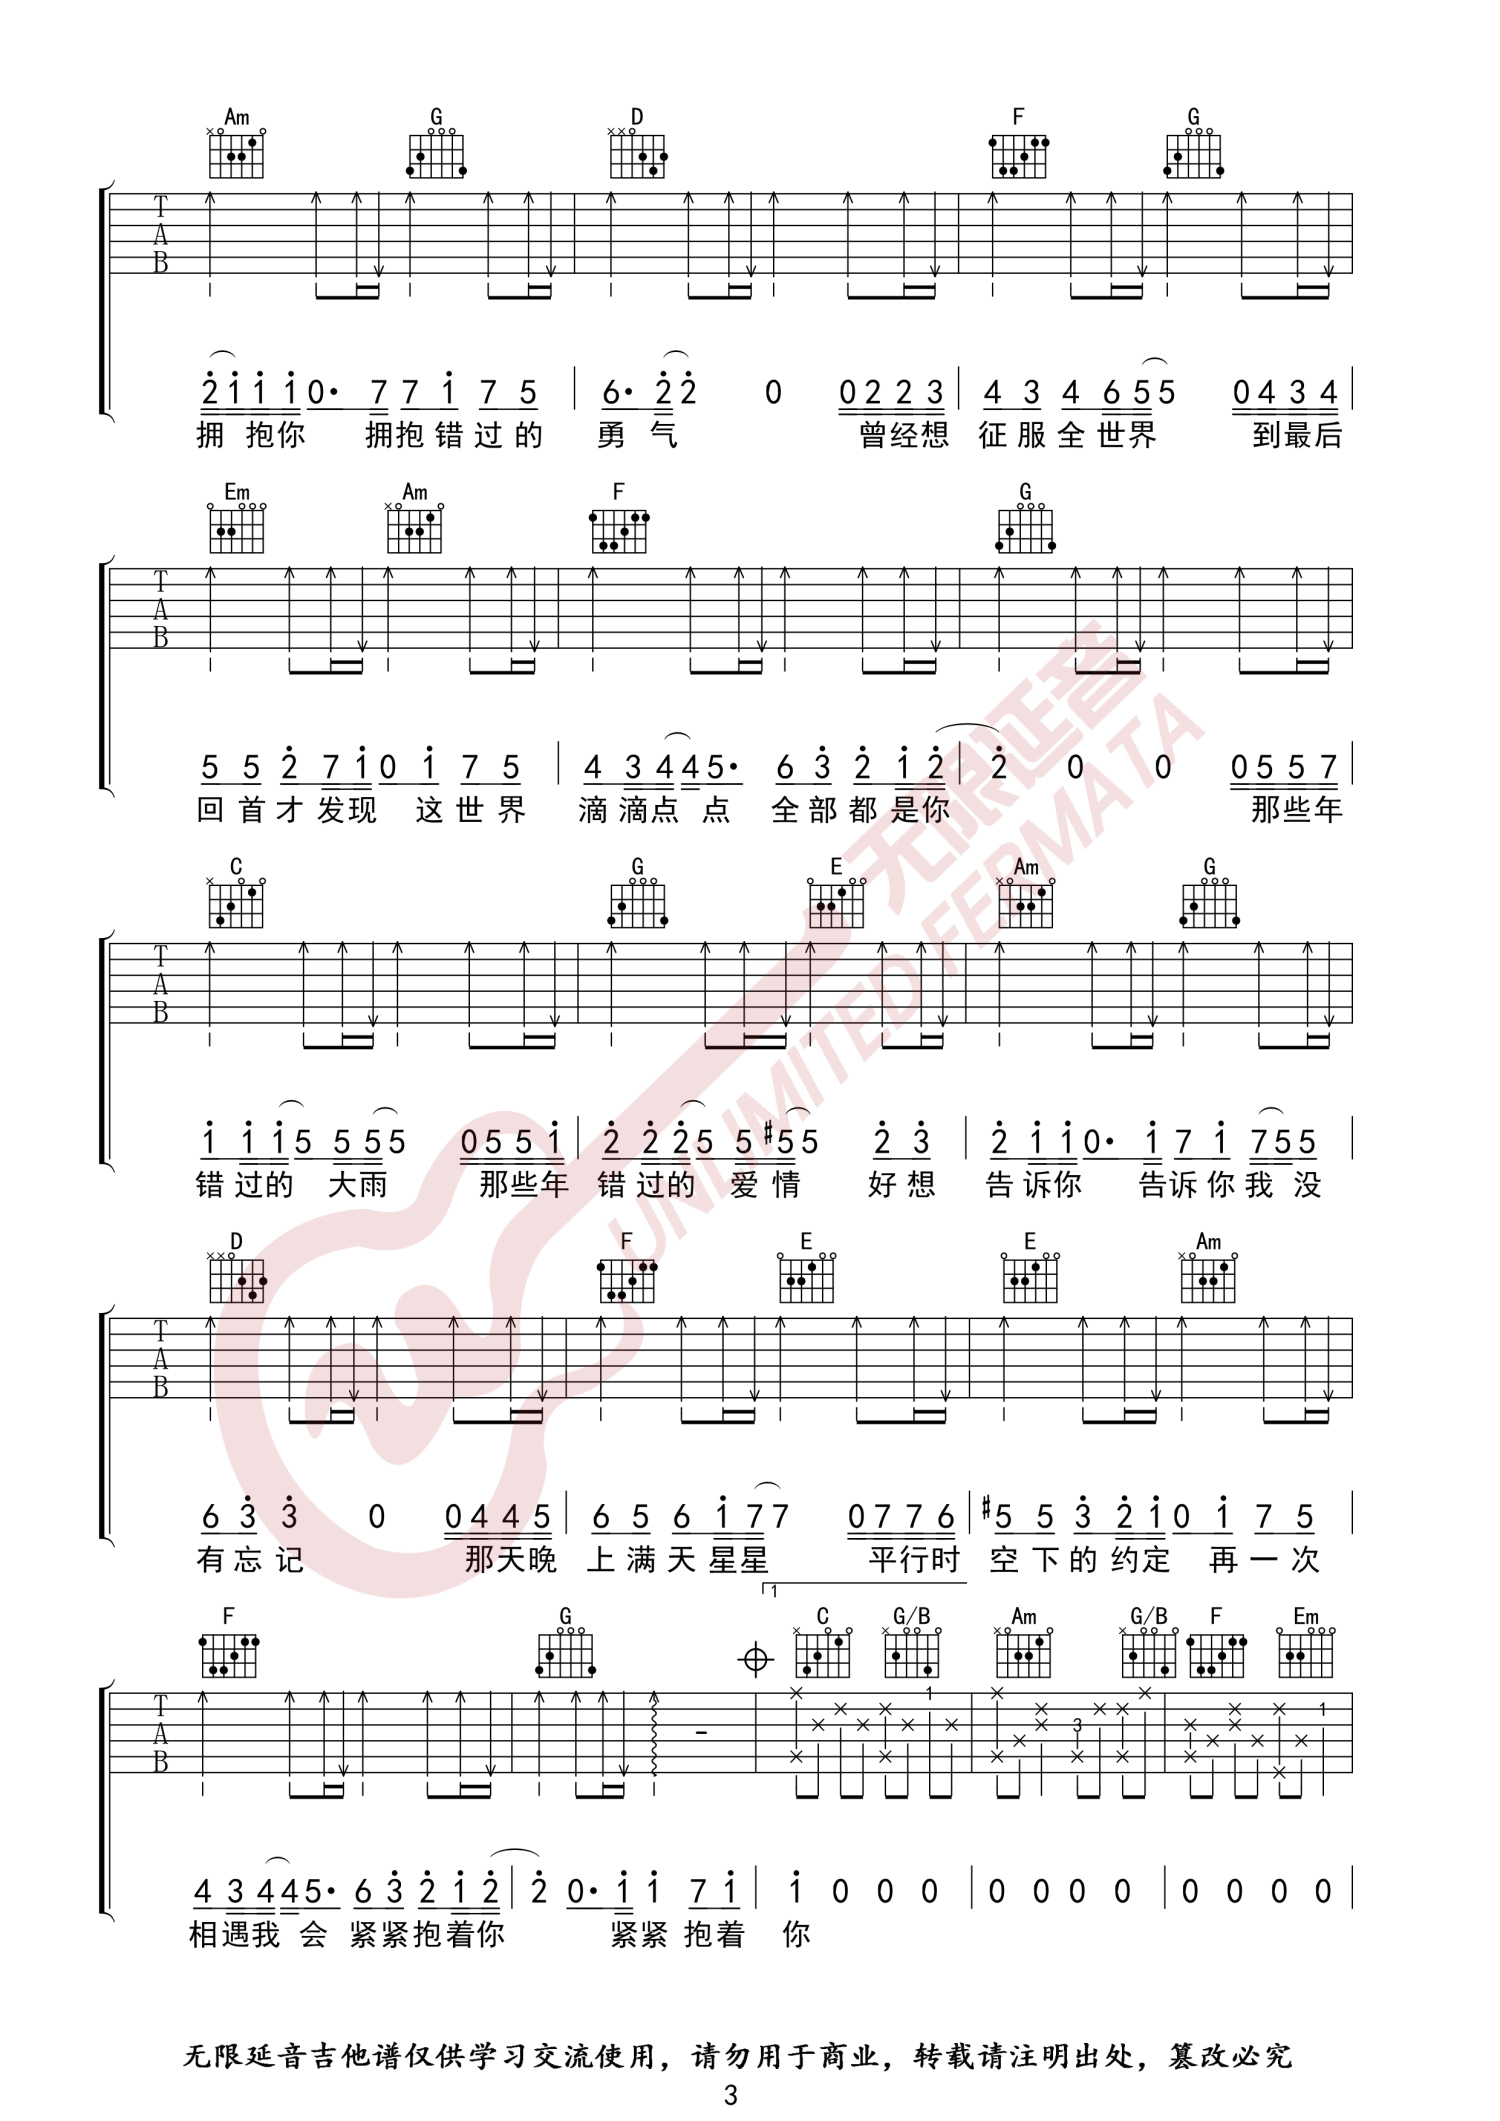 Am G D F G
T
A
B
2 1 1 1 0· 7 7 1 7 5 6· 2 2 0 0 2 2 3 4 3 4 6 5 5 0 4 3 4
拥 抱你 拥抱错过的 勇气 曾经想 征服全世界 到最后
Em Am F G
T
A
B
5 5 2 7 1 0 1 7 5 4 3 4 4 5· 6 3 2 1 2 2 0 0 0 5 5 7
回首才发现 这世界 滴滴点 点 全部都是你 那些年
C G E Am G
T
A
B
1 1 1 5 5 5 5 0 5 5 1 2 2 2 5 5 #5 5 2 3 2 1 1 0· 1 7 1 7 5 5
错过的 大雨 那些年 错过的 爱情 好想 告诉你 告诉你我没
D F E E Am
T
A
B
6 3 3 0 0 4 4 5 6 5 6 1 7 7 0 7 7 6 #5 5 3 2 1 0 1 7 5
有忘记 那天晚 上满天星星 平行时 空下的约定 再一次
1
F G C G/B Am G/B F Em
T
A
B
1 3 1
4 3 4 4 5· 6 3 2 1 2 2 0· 1 1 7 1 1 0 0 0 0 0 0 0 0 0 0 0
相遇我 会 紧紧抱着你 紧紧 抱着 你
无限延音
UNLIMITED FERMATA
无限延音吉他谱仅供学习交流使用，请勿用于商业，转载请注明出处，篡改必究
3